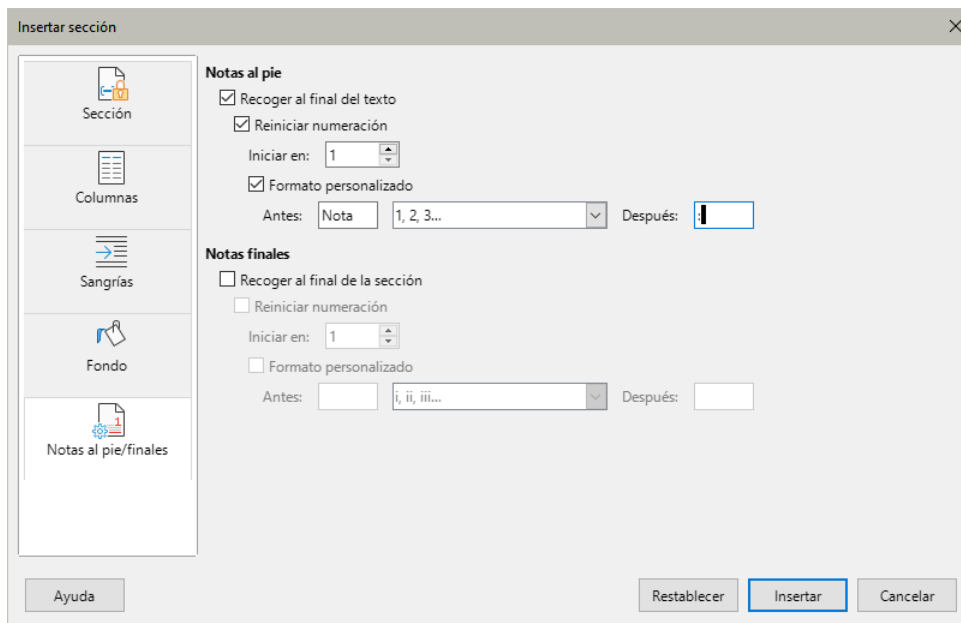 Insertar sección
Sección
Columnas
Sangrías
Fondo
Notas al pie/finales
Notas al pie
Recoger al final del texto
Reiniciar numeración
Iniciar en: 1
Formato personalizado
Antes: Nota 1, 2, 3... Después: :
Notas finales
Recoger al final de la sección
Reiniciar numeración
Iniciar en: 1
Formato personalizado
Antes: i, ii, iii... Después:
Ayuda Restablecer Insertar Cancelar